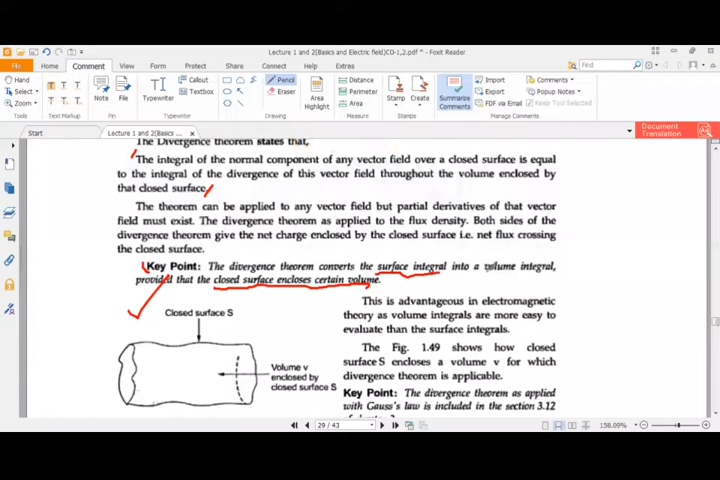 Lecture 1 and 2(Basics and Electric field)CO-1,2.pdf * - Foxit Reader
File Home Comment View Form Protect Share Connect Help Extras Find
Hand
Select
Zoom
Text Markup
Note File
Pin
Typewriter
Callout
Textbox
Typewriter
Drawing
Pencil
Eraser
Area Highlight
Distance
Perimeter
Area
Measure
Stamp Create
Stamps
Summarize Comments
Import
Export
FDF via Email
Comments
Popup Notes
Keep Tool Selected
Manage Comments
Start Lecture 1 and 2(Basics ...
Document Translation
The Divergence theorem states that,
The integral of the normal component of any vector field over a closed surface is equal
to the integral of the divergence of this vector field throughout the volume enclosed by
that closed surface.
The theorem can be applied to any vector field but partial derivatives of that vector
field must exist. The divergence theorem as applied to the flux density. Both sides of the
divergence theorem give the net charge enclosed by the closed surface i.e. net flux crossing
the closed surface.
Key Point: The divergence theorem converts the surface integral into a volume integral,
provided that the closed surface encloses certain volume.
Closed surface S
Volume v
enclosed by
closed surface S
This is advantageous in electromagnetic
theory as volume integrals are more easy to
evaluate than the surface integrals.
The Fig. 1.49 shows how closed
surface S encloses a volume v for which
divergence theorem is applicable.
Key Point: The divergence theorem as applied
with Gauss's law is included in the section 3.12
29 / 43
158.09%